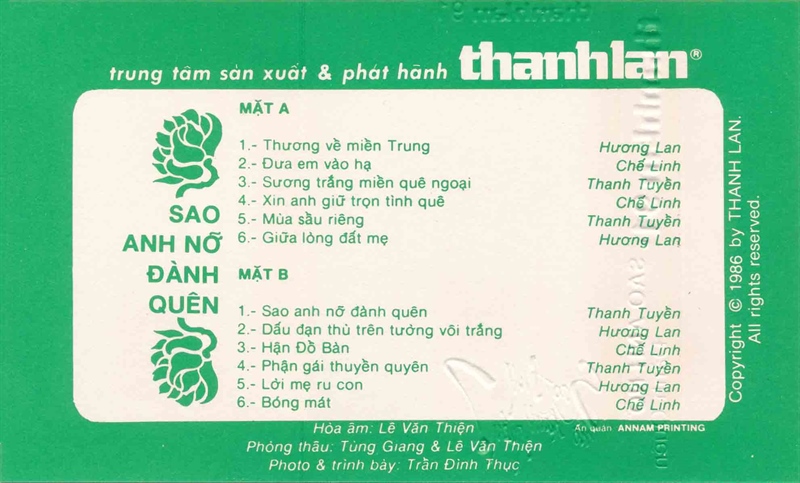 trung tâm sản xuất & phát hành thanhlan®
SAO
ANH NỠ
ĐÀNH
QUÊN
MẶT A
1.- Thương về miền Trung Hương Lan
2.- Đưa em vào hạ Chế Linh
3.- Sương trắng miền quê ngoại Thanh Tuyền
4.- Xin anh giữ trọn tình quê Chế Linh
5.- Mùa sầu riêng Thanh Tuyền
6.- Giữa lòng đất mẹ Hương Lan
MẶT B
1.- Sao anh nỡ đành quên Thanh Tuyền
2.- Dấu đạn thù trên tường vôi trắng Hương Lan
3.- Hận Đồ Bàn Chế Linh
4.- Phận gái thuyền quyên Thanh Tuyền
5.- Lời mẹ ru con Hương Lan
6.- Bóng mát Chế Linh
Hòa âm: Lê Văn Thiện
Phòng thâu: Tùng Giang & Lê Văn Thiện
Photo & trình bày: Trần Đình Thục
Ấn quán ANNAM PRINTING
Copyright © 1986 by THANH LAN.
All rights reserved.